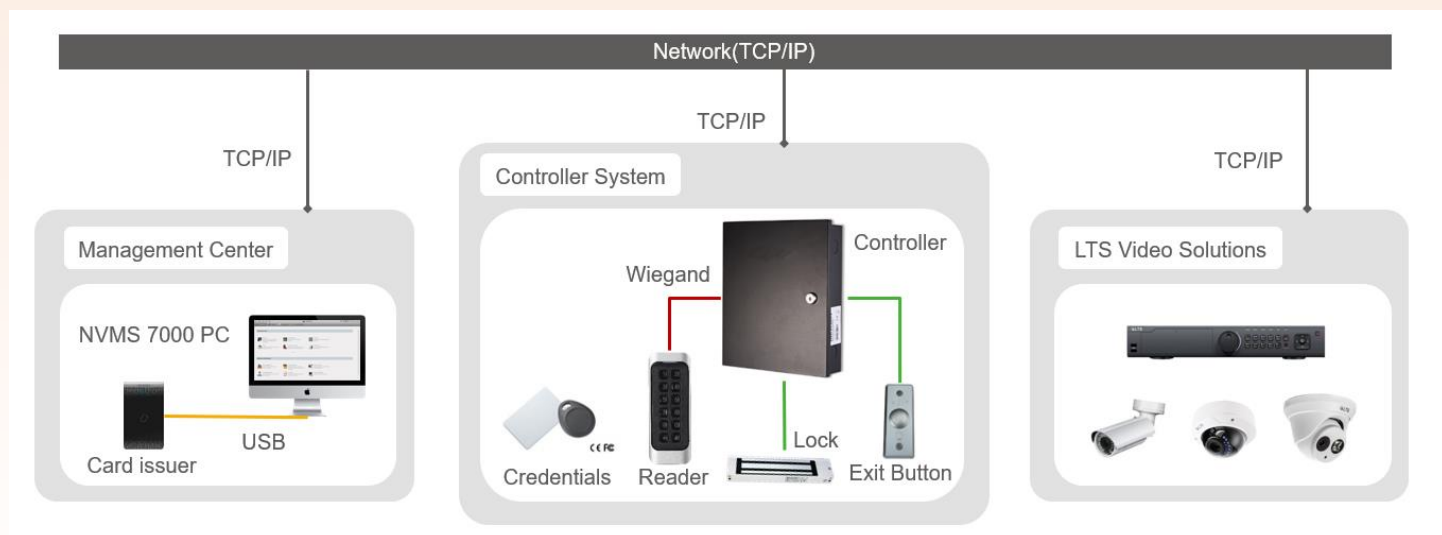 Network(TCP/IP)
TCP/IP
TCP/IP
TCP/IP
Management Center
NVMS 7000 PC
USB
Card issuer
Controller System
Controller
Wiegand
Credentials
Reader
Lock
Exit Button
LTS Video Solutions